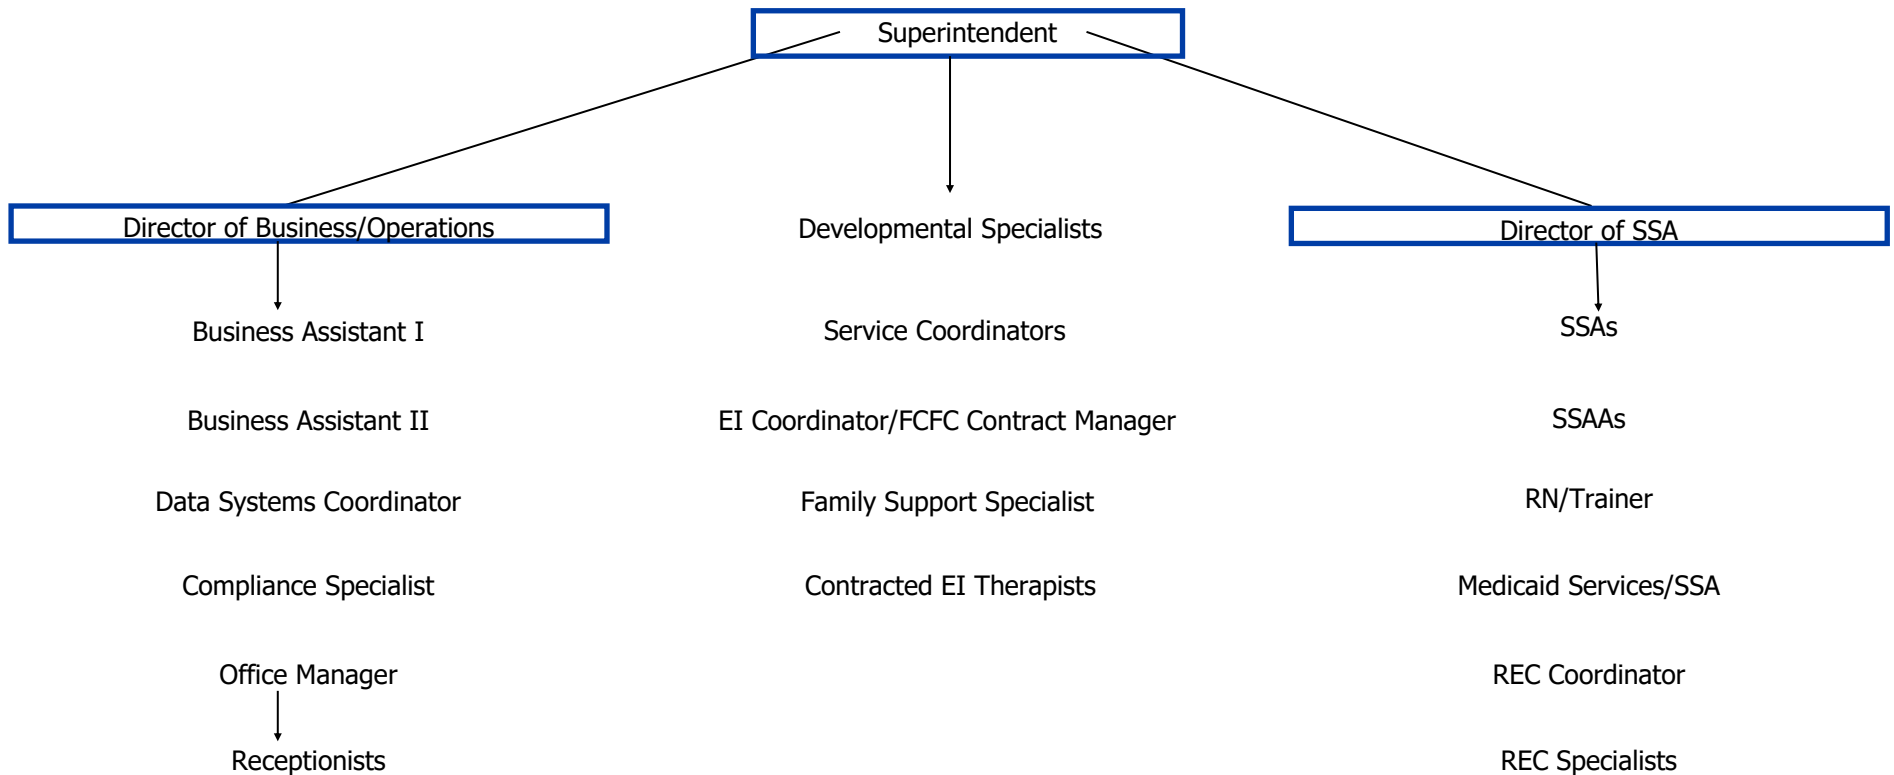 Superintendent
Director of Business/Operations
Developmental Specialists
Director of SSA
Business Assistant I
Service Coordinators
SSAs
Business Assistant II
EI Coordinator/FCFC Contract Manager
SSAAs
Data Systems Coordinator
Family Support Specialist
RN/Trainer
Compliance Specialist
Contracted EI Therapists
Medicaid Services/SSA
Office Manager
REC Coordinator
Receptionists
REC Specialists